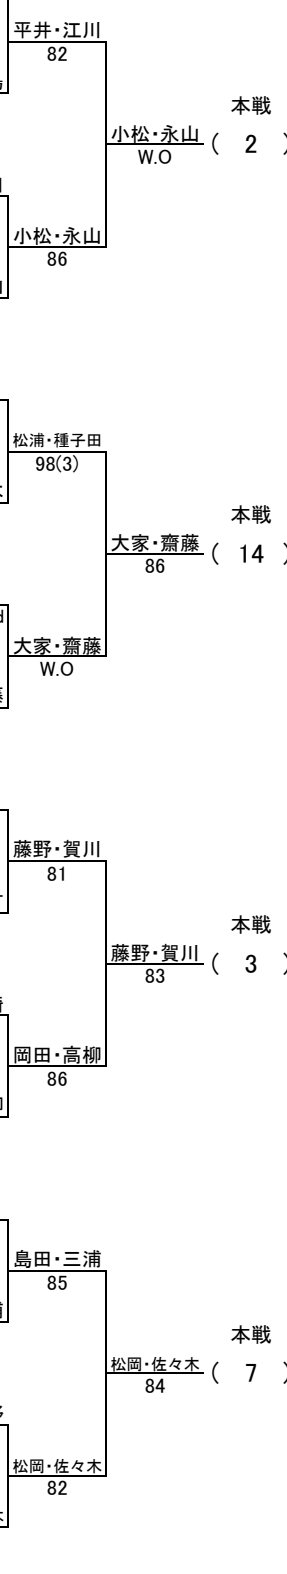 平井・江川
82
本戦
小松・永山 ( 2 )
W.O
小松・永山
86
松浦・種子田
98(3)
本戦
大家・齋藤 ( 14 )
86
大家・齋藤
W.O
藤野・賀川
81
本戦
藤野・賀川 ( 3 )
83
岡田・高柳
86
島田・三浦
85
本戦
松岡・佐々木 ( 7 )
84
松岡・佐々木
82